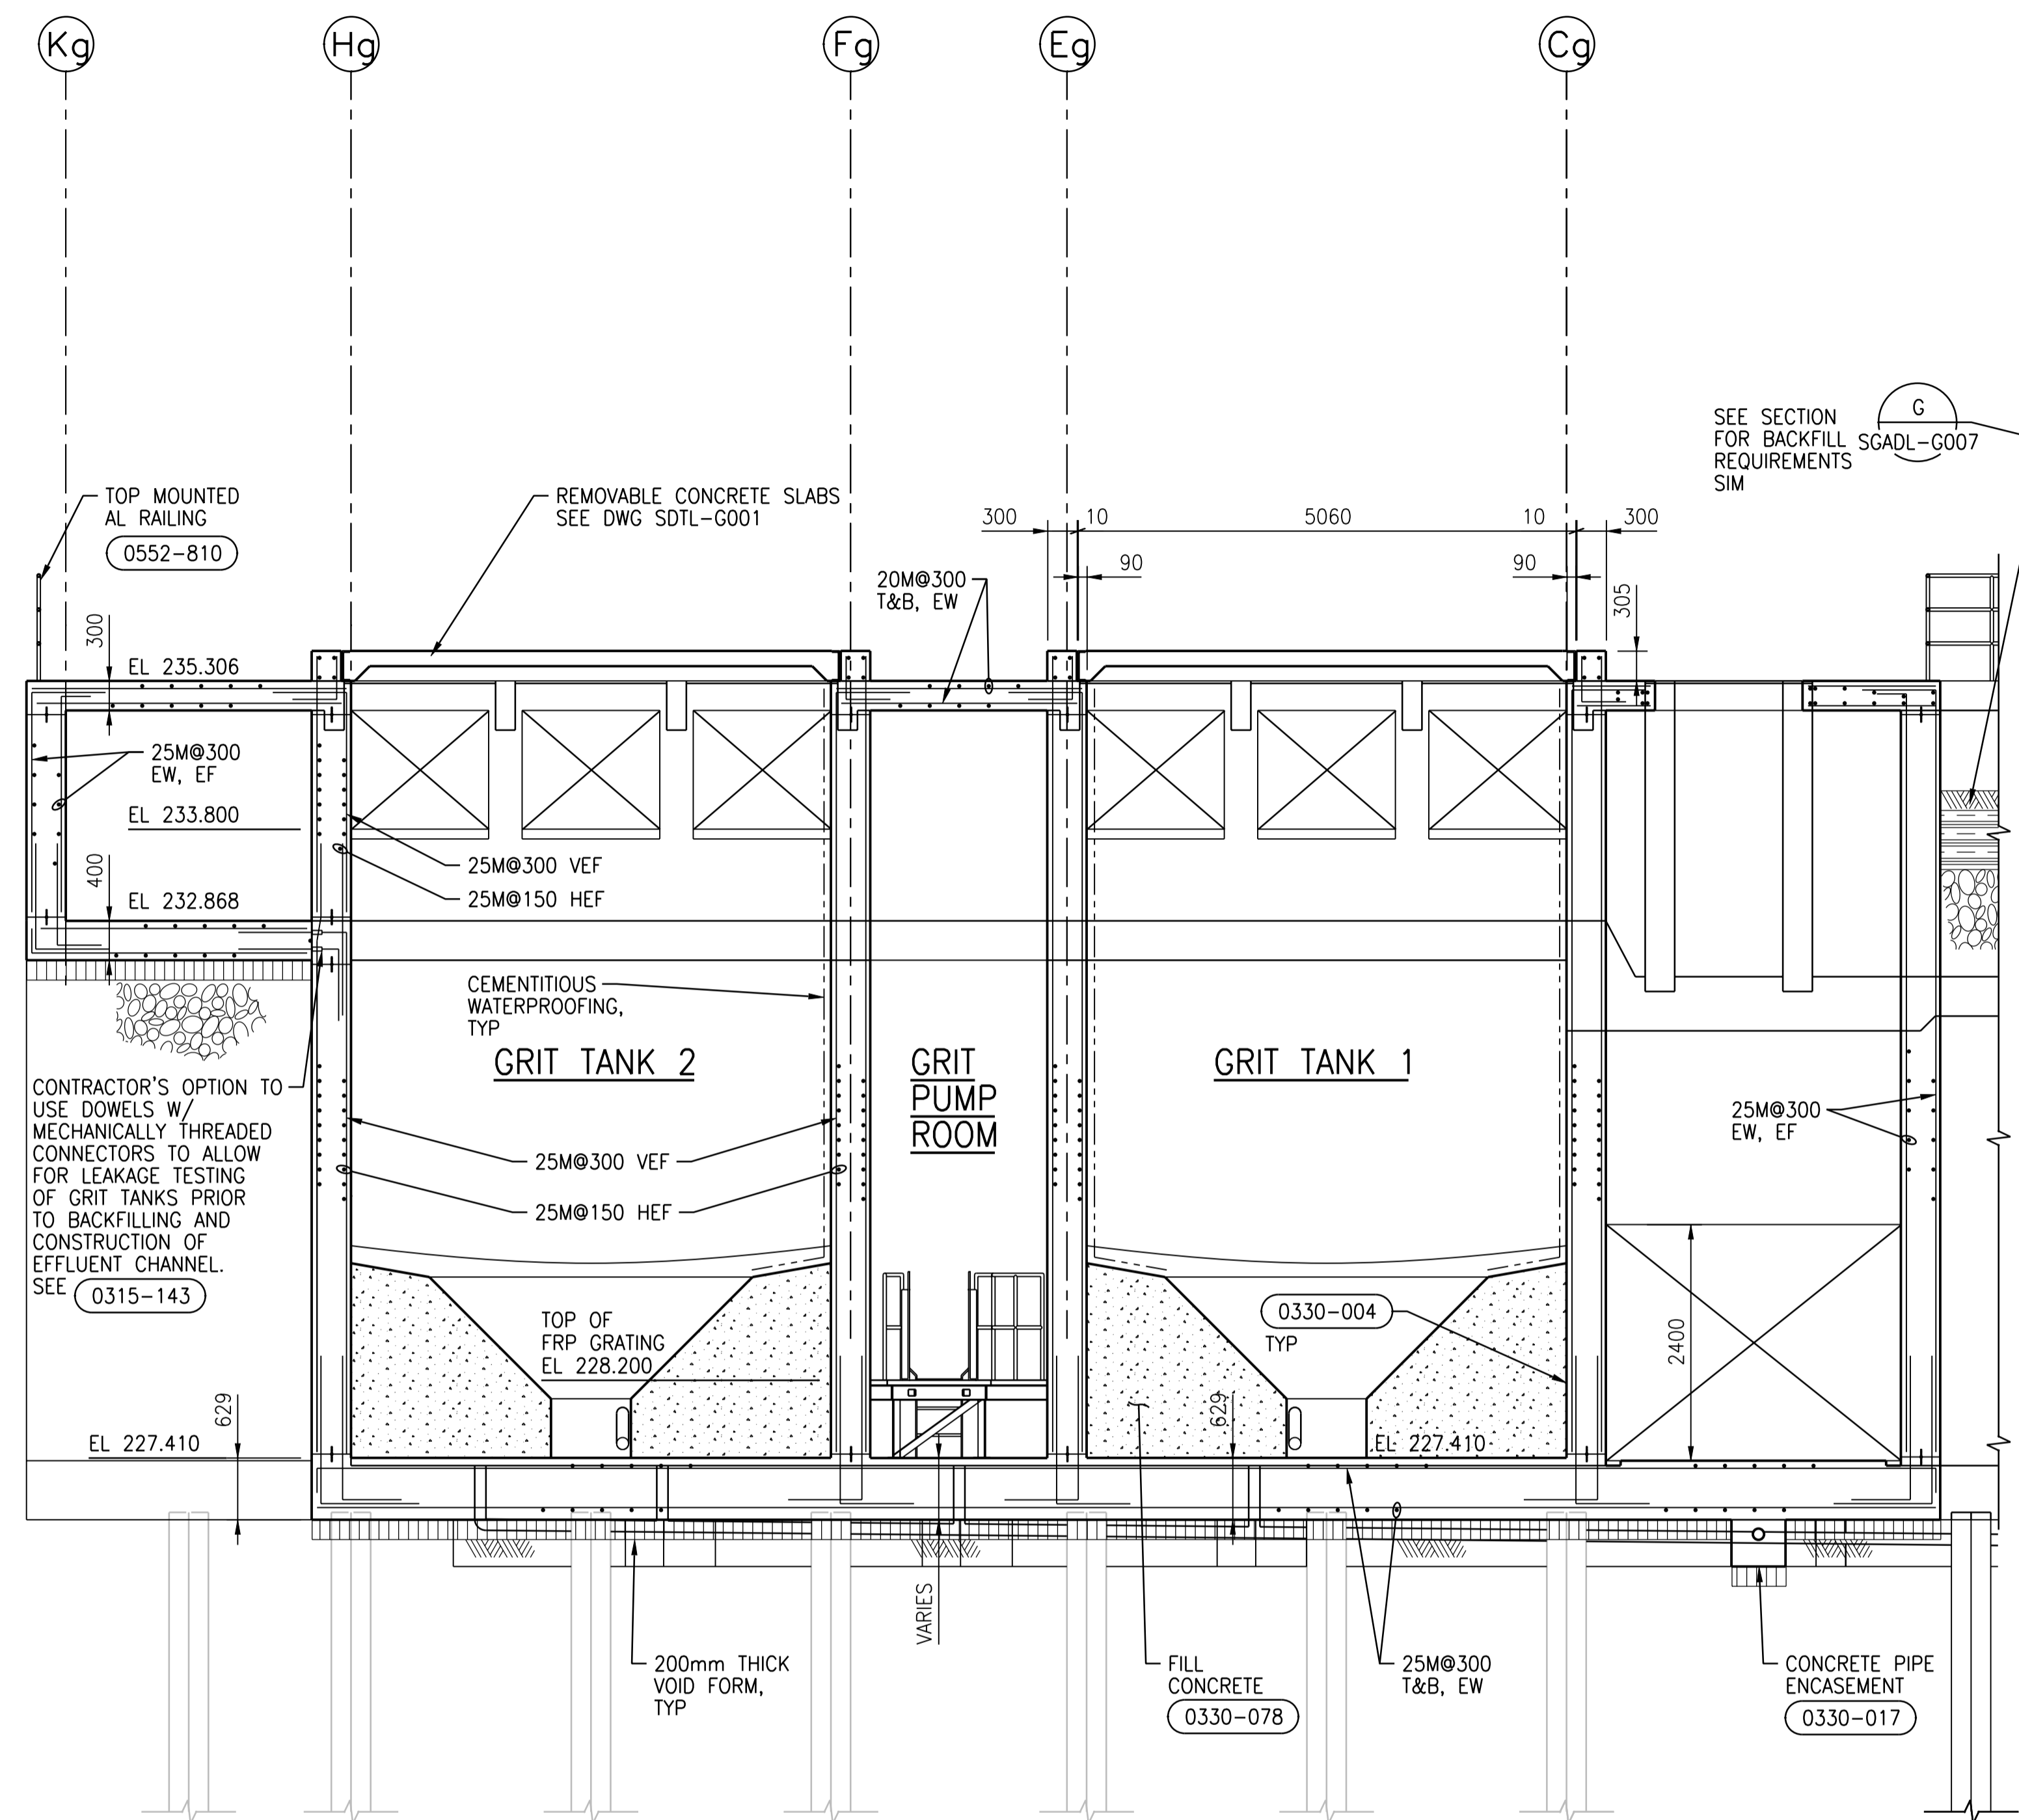 Kg
Hg
Fg
Eg
Cg
SEE SECTION
FOR BACKFILL
REQUIREMENTS
SIM
G
SGADL-G007
TOP MOUNTED
AL RAILING
0552-810
REMOVABLE CONCRETE SLABS
SEE DWG SDTL-G001
300
10
5060
10
300
90
90
20M@300
T&B, EW
305
300
EL 235.306
25M@300
EW, EF
EL 233.800
400
EL 232.868
25M@300 VEF
25M@150 HEF
CEMENTITIOUS
WATERPROOFING,
TYP
GRIT TANK 2
GRIT
PUMP
ROOM
GRIT TANK 1
CONTRACTOR'S OPTION TO
USE DOWELS W/
MECHANICALLY THREADED
CONNECTORS TO ALLOW
FOR LEAKAGE TESTING
OF GRIT TANKS PRIOR
TO BACKFILLING AND
CONSTRUCTION OF
EFFLUENT CHANNEL.
SEE 0315-143
25M@300
EW, EF
25M@300 VEF
25M@150 HEF
TOP OF
FRP GRATING
EL 228.200
0330-004
TYP
2400
629
EL 227.410
629
EL 227.410
VARIES
200mm THICK
VOID FORM,
TYP
FILL
CONCRETE
0330-078
25M@300
T&B, EW
CONCRETE PIPE
ENCASEMENT
0330-017